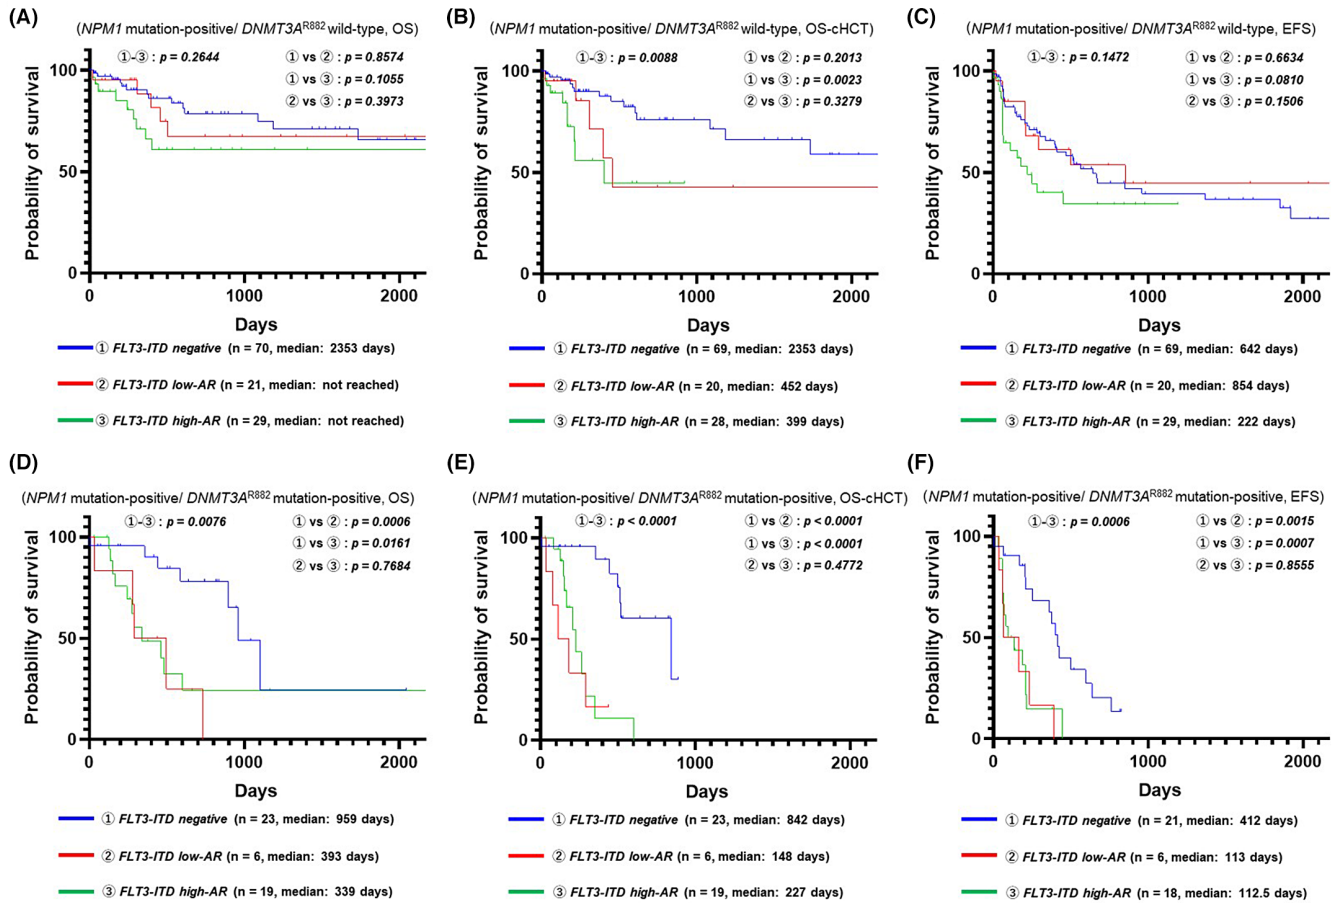 (A)
(NPM1 mutation-positive/ DNMT3A^R882 wild-type, OS)
①-③ : p = 0.2644
① vs ② : p = 0.8574
① vs ③ : p = 0.1055
② vs ③ : p = 0.3973
Probability of survival
100
50
0
0 1000 2000
Days
① FLT3-ITD negative (n = 70, median: 2353 days)
② FLT3-ITD low-AR (n = 21, median: not reached)
③ FLT3-ITD high-AR (n = 29, median: not reached)
(B)
(NPM1 mutation-positive/ DNMT3A^R882 wild-type, OS-cHCT)
①-③ : p = 0.0088
① vs ② : p = 0.2013
① vs ③ : p = 0.0023
② vs ③ : p = 0.3279
Probability of survival
100
50
0
0 1000 2000
Days
① FLT3-ITD negative (n = 69, median: 2353 days)
② FLT3-ITD low-AR (n = 20, median: 452 days)
③ FLT3-ITD high-AR (n = 28, median: 399 days)
(C)
(NPM1 mutation-positive/ DNMT3A^R882 wild-type, EFS)
①-③ : p = 0.1472
① vs ② : p = 0.6634
① vs ③ : p = 0.0810
② vs ③ : p = 0.1506
Probability of survival
100
50
0
0 1000 2000
Days
① FLT3-ITD negative (n = 69, median: 642 days)
② FLT3-ITD low-AR (n = 20, median: 854 days)
③ FLT3-ITD high-AR (n = 29, median: 222 days)
(D)
(NPM1 mutation-positive/ DNMT3A^R882 mutation-positive, OS)
①-③ : p = 0.0076
① vs ② : p = 0.0006
① vs ③ : p = 0.0161
② vs ③ : p = 0.7684
Probability of survival
100
50
0
0 1000 2000
Days
① FLT3-ITD negative (n = 23, median: 959 days)
② FLT3-ITD low-AR (n = 6, median: 393 days)
③ FLT3-ITD high-AR (n = 19, median: 339 days)
(E)
(NPM1 mutation-positive/ DNMT3A^R882 mutation-positive, OS-cHCT)
①-③ : p < 0.0001
① vs ② : p < 0.0001
① vs ③ : p < 0.0001
② vs ③ : p = 0.4772
Probability of survival
100
50
0
0 1000 2000
Days
① FLT3-ITD negative (n = 23, median: 842 days)
② FLT3-ITD low-AR (n = 6, median: 148 days)
③ FLT3-ITD high-AR (n = 19, median: 227 days)
(F)
(NPM1 mutation-positive/ DNMT3A^R882 mutation-positive, EFS)
①-③ : p = 0.0006
① vs ② : p = 0.0015
① vs ③ : p = 0.0007
② vs ③ : p = 0.8555
Probability of survival
100
50
0
0 1000 2000
Days
① FLT3-ITD negative (n = 21, median: 412 days)
② FLT3-ITD low-AR (n = 6, median: 113 days)
③ FLT3-ITD high-AR (n = 18, median: 112.5 days)